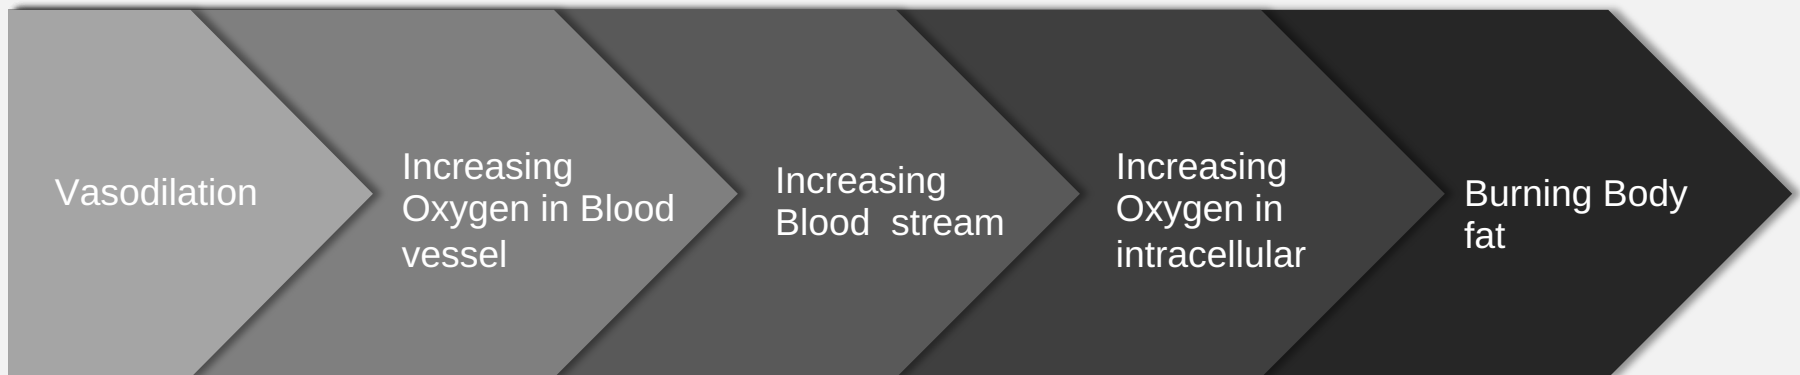 Vasodilation
Increasing
Oxygen in Blood
vessel
Increasing
Blood  stream
Increasing
Oxygen in
intracellular
Burning Body
fat